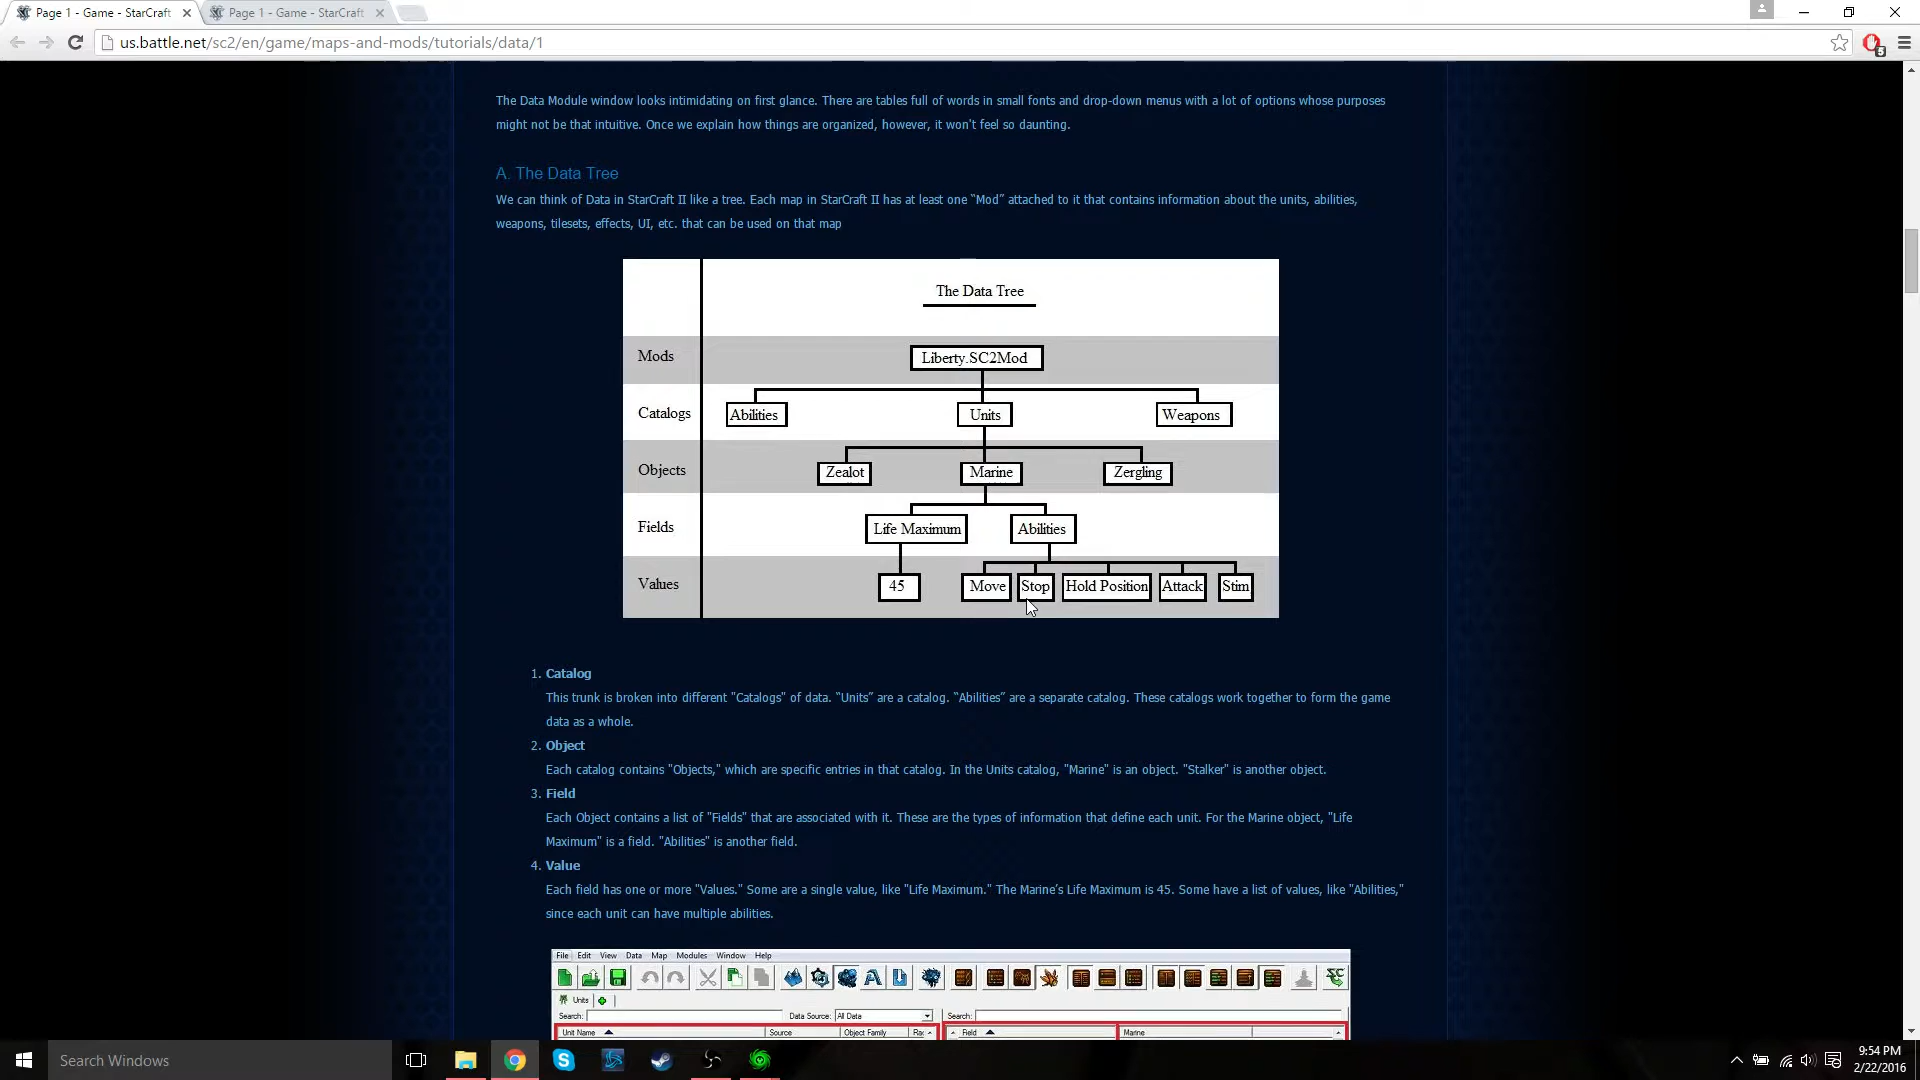 Page 1 - Game - StarCraft
Page 1 - Game - StarCraft
us.battle.net/sc2/en/game/maps-and-mods/tutorials/data/1
The Data Module window looks intimidating on first glance. There are tables full of words in small fonts and drop-down menus with a lot of options whose purposes
might not be that intuitive. Once we explain how things are organized, however, it won't feel so daunting.
A. The Data Tree
We can think of Data in StarCraft II like a tree. Each map in StarCraft II has at least one “Mod” attached to it that contains information about the units, abilities,
weapons, tilesets, effects, UI, etc. that can be used on that map
The Data Tree
Mods Liberty.SC2Mod
Catalogs Abilities Units Weapons
Objects Zealot Marine Zergling
Fields Life Maximum Abilities
Values 45 Move Stop Hold Position Attack Stim
1. Catalog
This trunk is broken into different "Catalogs" of data. “Units” are a catalog. “Abilities” are a separate catalog. These catalogs work together to form the game
data as a whole.
2. Object
Each catalog contains "Objects," which are specific entries in that catalog. In the Units catalog, "Marine" is an object. "Stalker" is another object.
3. Field
Each Object contains a list of "Fields" that are associated with it. These are the types of information that define each unit. For the Marine object, "Life
Maximum" is a field. "Abilities" is another field.
4. Value
Each field has one or more "Values." Some are a single value, like "Life Maximum." The Marine’s Life Maximum is 45. Some have a list of values, like "Abilities,"
since each unit can have multiple abilities.
File Edit View Data Map Modules Window Help
Units
Search: Data Source: All Data Search:
Unit Name Source Object Family Rac Field Marine
Search Windows
9:54 PM
2/22/2016